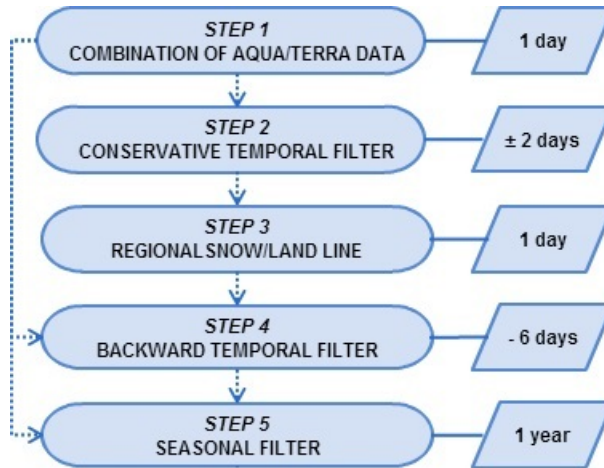 STEP 1
COMBINATION OF AQUA/TERRA DATA
1 day
STEP 2
CONSERVATIVE TEMPORAL FILTER
± 2 days
STEP 3
REGIONAL SNOW/LAND LINE
1 day
STEP 4
BACKWARD TEMPORAL FILTER
- 6 days
STEP 5
SEASONAL FILTER
1 year